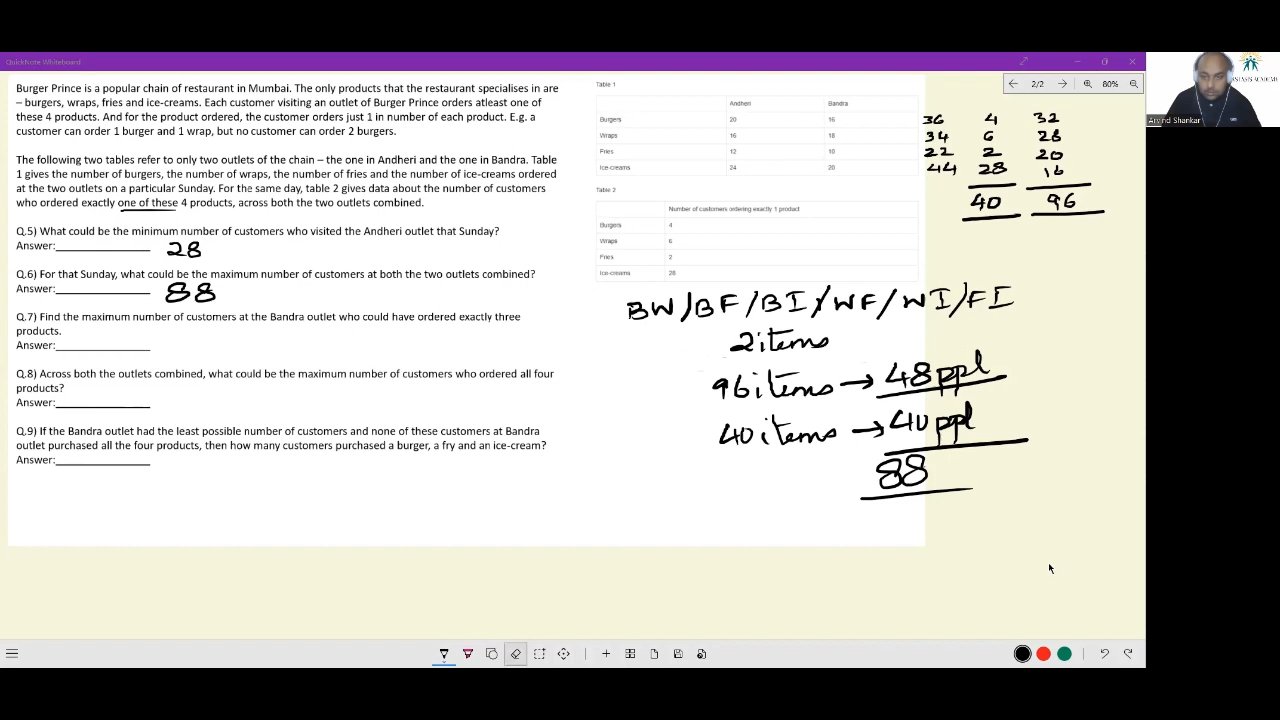 QuickNote Whiteboard
2/2
80%
Arvind Shankar
Burger Prince is a popular chain of restaurant in Mumbai. The only products that the restaurant specialises in are
– burgers, wraps, fries and ice-creams. Each customer visiting an outlet of Burger Prince orders atleast one of
these 4 products. And for the product ordered, the customer orders just 1 in number of each product. E.g. a
customer can order 1 burger and 1 wrap, but no customer can order 2 burgers.
The following two tables refer to only two outlets of the chain – the one in Andheri and the one in Bandra. Table
1 gives the number of burgers, the number of wraps, the number of fries and the number of ice-creams ordered
at the two outlets on a particular Sunday. For the same day, table 2 gives data about the number of customers
who ordered exactly one of these 4 products, across both the two outlets combined.
Q.5) What could be the minimum number of customers who visited the Andheri outlet that Sunday?
Answer: 28
Q.6) For that Sunday, what could be the maximum number of customers at both the two outlets combined?
Answer: 88
Q.7) Find the maximum number of customers at the Bandra outlet who could have ordered exactly three
products.
Answer:
Q.8) Across both the outlets combined, what could be the maximum number of customers who ordered all four
products?
Answer:
Q.9) If the Bandra outlet had the least possible number of customers and none of these customers at Bandra
outlet purchased all the four products, then how many customers purchased a burger, a fry and an ice-cream?
Answer:
Table 1
Andheri Bandra
Burgers 20 16
Wraps 16 18
Fries 12 10
Ice-creams 24 20
Table 2
Number of customers ordering exactly 1 product
Burgers 4
Wraps 6
Fries 2
Ice-creams 28
36 4 32
34 6 28
22 2 20
44 28 16
40 96
BW/BF/BI/WF/WI/FI
2 items
96 items → 48 ppl
40 items → 40 ppl
88